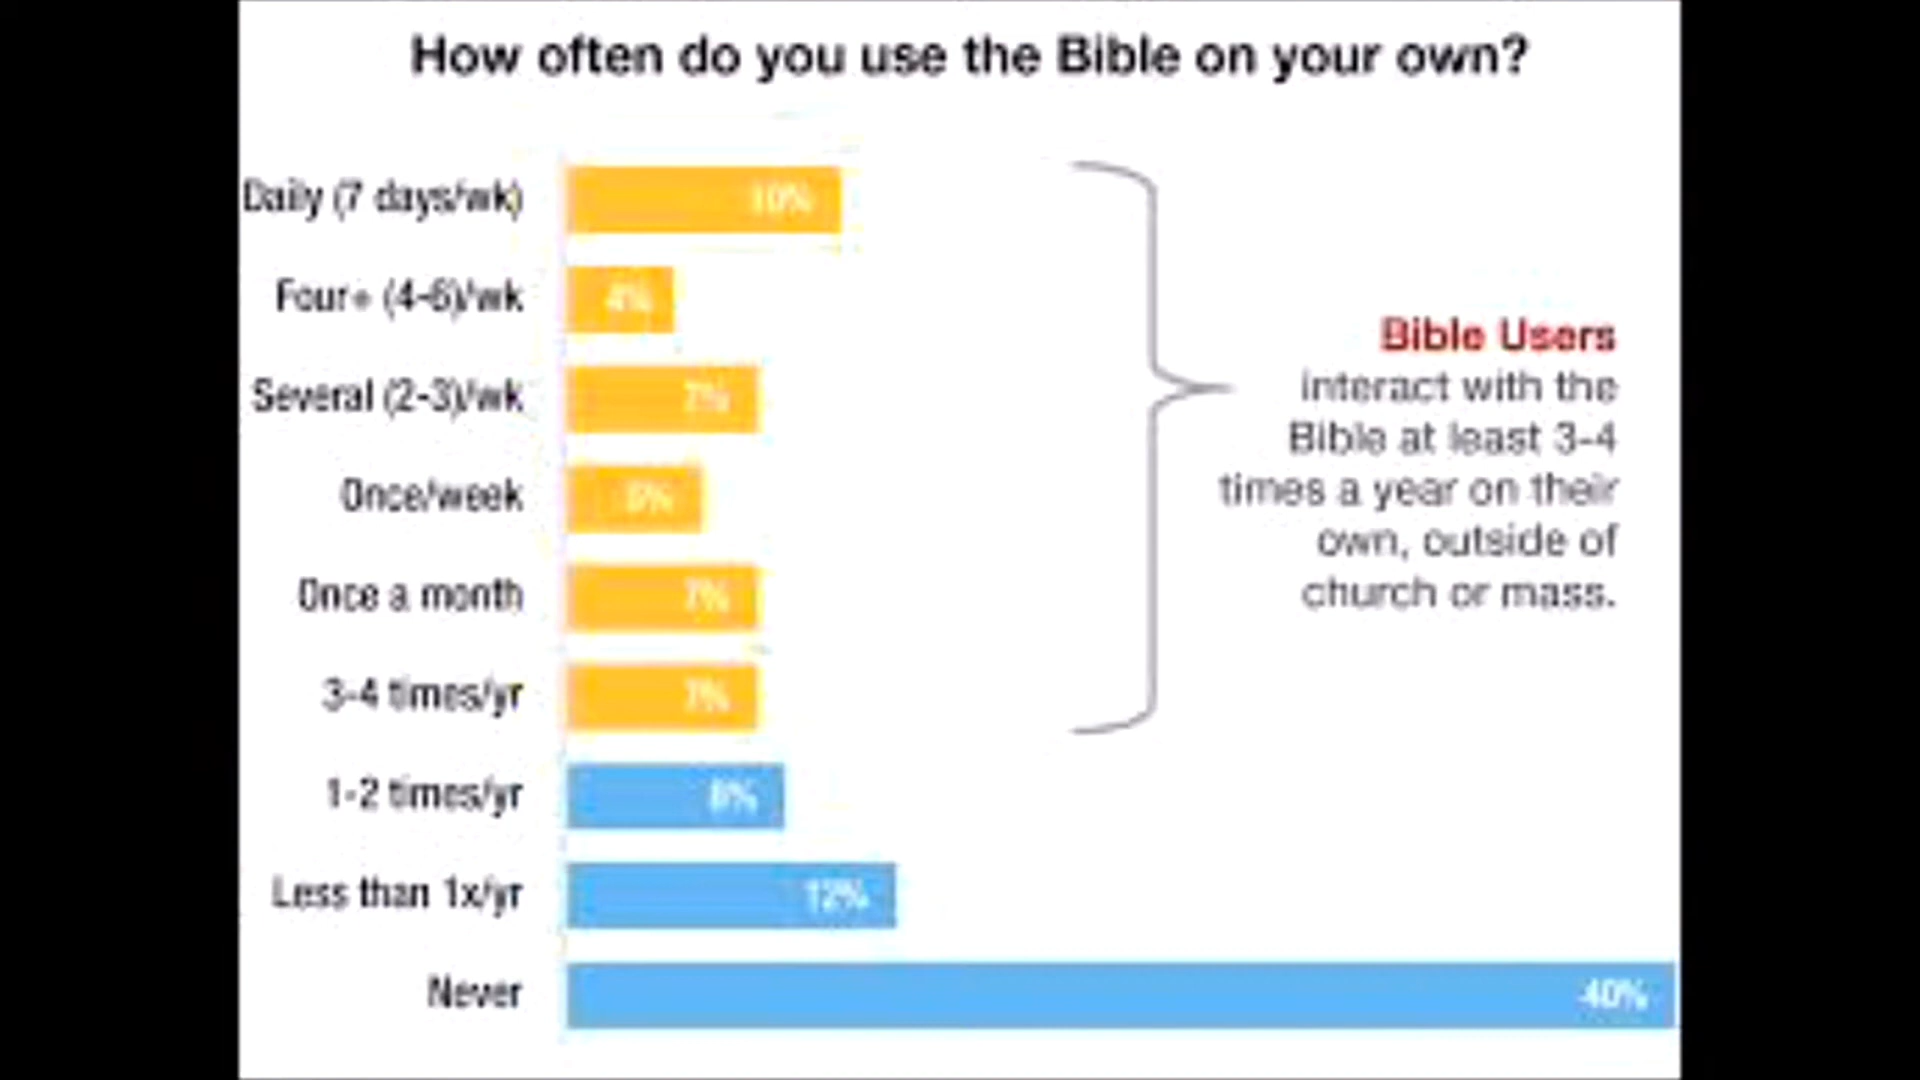 How often do you use the Bible on your own?
Daily (7 days/wk) 10%
Four+ (4-6)/wk 4%
Several (2-3)/wk 7%
Once/week 5%
Once a month 7%
3-4 times/yr 7%
1-2 times/yr 8%
Less than 1x/yr 12%
Never 40%
Bible Users
interact with the
Bible at least 3-4
times a year on their
own, outside of
church or mass.